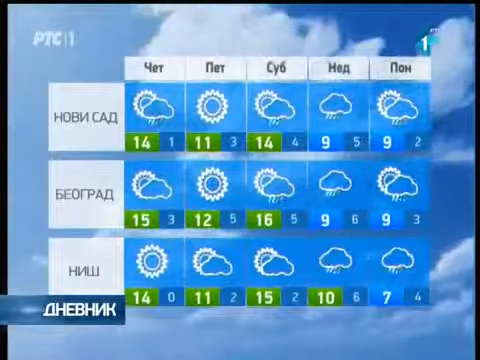 РТС 1
1
Чет Пет Суб Нед Пон
НОВИ САД
14 1 11 3 14 4 9 5 9 2
БЕОГРАД
15 3 12 5 16 5 9 6 9 3
НИШ
14 0 11 2 15 2 10 6 7 4
ДНЕВНИК